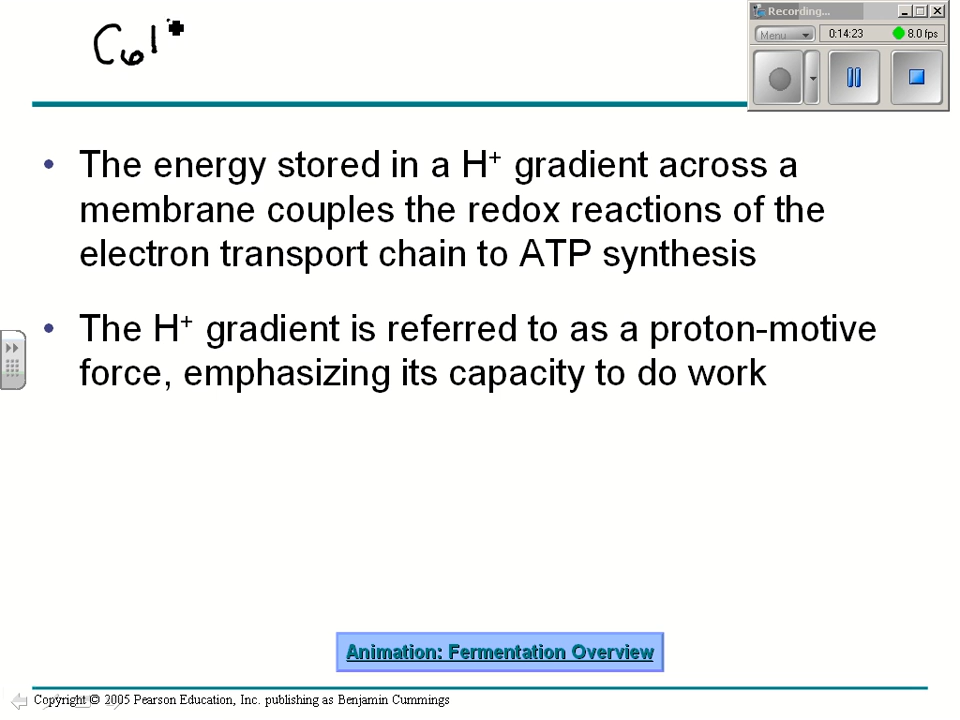 C6
Recording...
Menu 0:14:23 8.0 fps
• The energy stored in a H⁺ gradient across a
membrane couples the redox reactions of the
electron transport chain to ATP synthesis
• The H⁺ gradient is referred to as a proton-motive
force, emphasizing its capacity to do work
Animation: Fermentation Overview
Copyright © 2005 Pearson Education, Inc. publishing as Benjamin Cummings